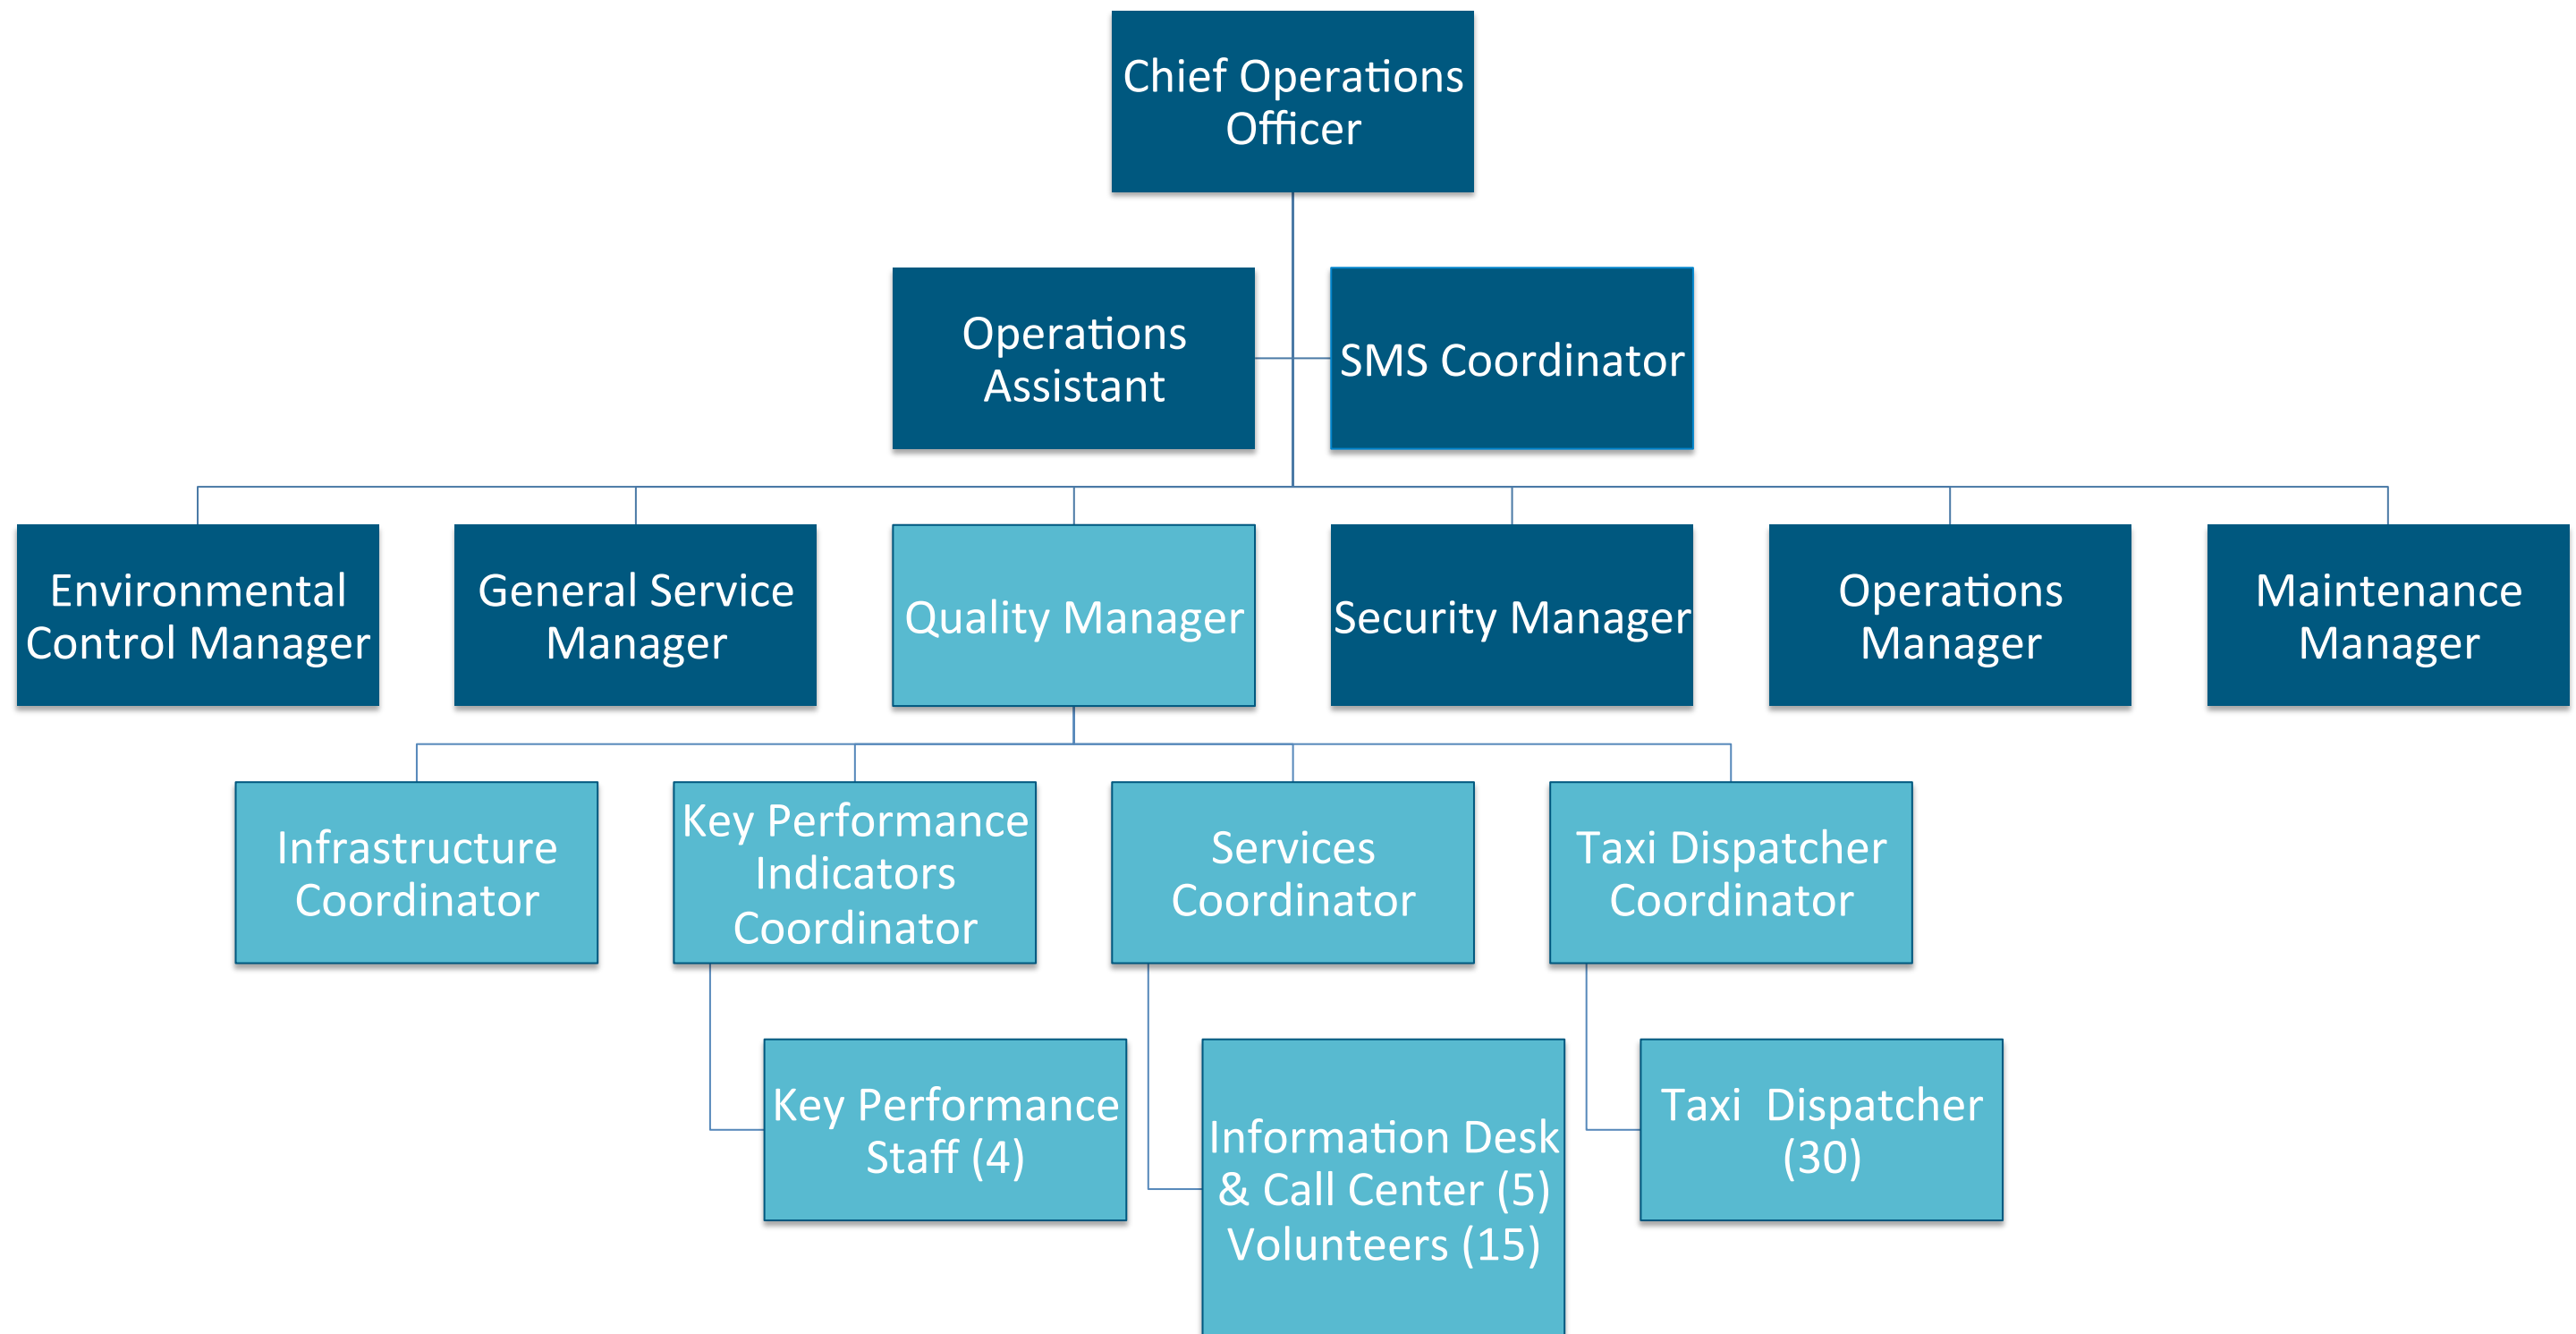 Chief Operations
Officer
Operations
Assistant
SMS Coordinator
Environmental
Control Manager
General Service
Manager
Quality Manager
Security Manager
Operations
Manager
Maintenance
Manager
Infrastructure
Coordinator
Key Performance
Indicators
Coordinator
Services
Coordinator
Taxi Dispatcher
Coordinator
Key Performance
Staff (4)
Information Desk
& Call Center (5)
Volunteers (15)
Taxi  Dispatcher
(30)